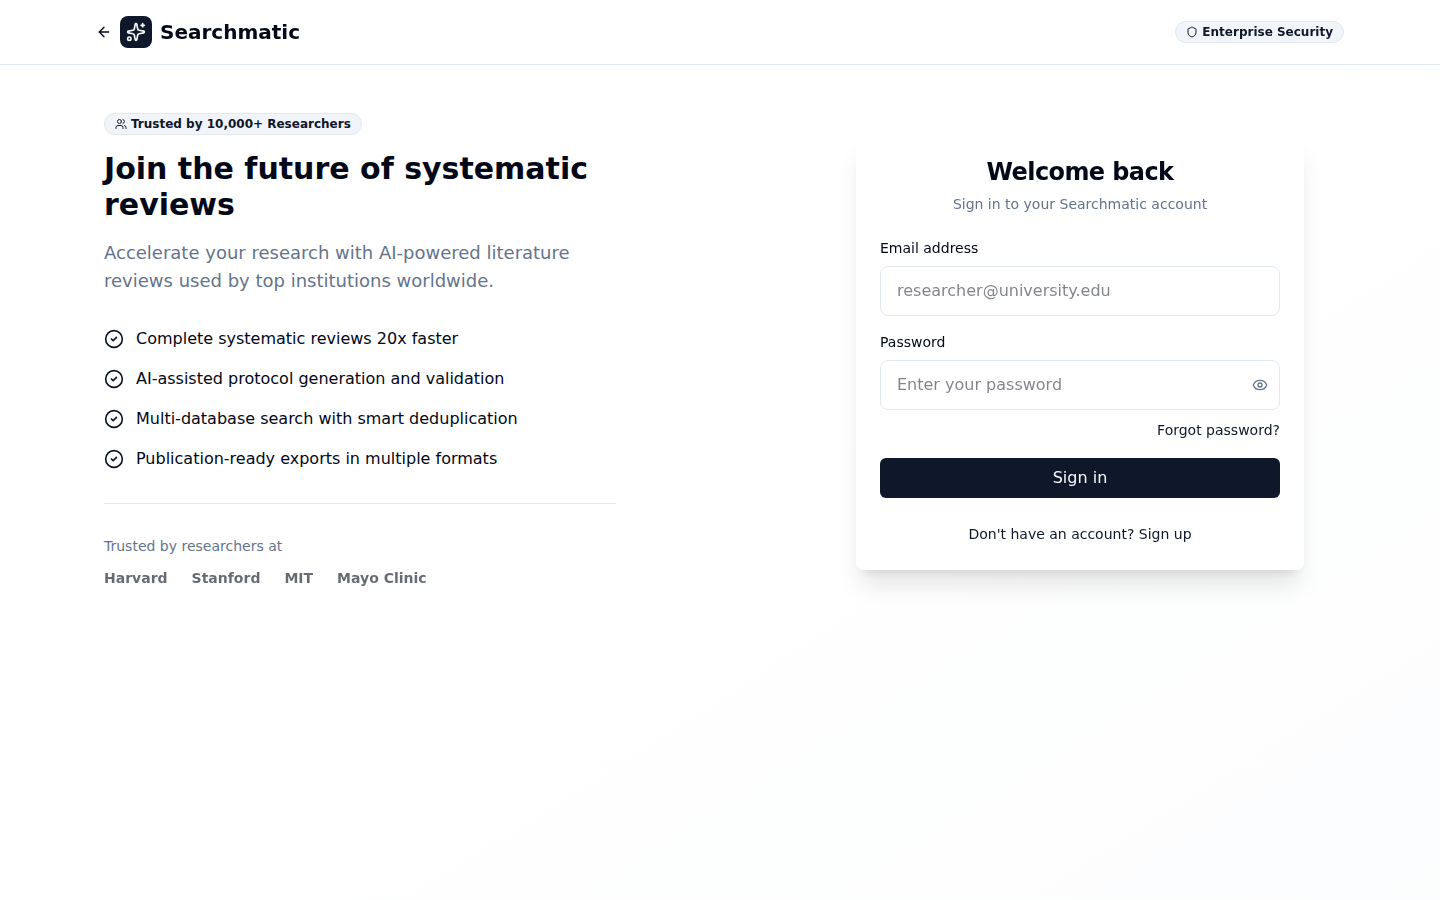 Searchmatic
Enterprise Security
Trusted by 10,000+ Researchers
Join the future of systematic
reviews
Accelerate your research with AI-powered literature
reviews used by top institutions worldwide.
Complete systematic reviews 20x faster
AI-assisted protocol generation and validation
Multi-database search with smart deduplication
Publication-ready exports in multiple formats
Trusted by researchers at
Harvard Stanford MIT Mayo Clinic
Welcome back
Sign in to your Searchmatic account
Email address
researcher@university.edu
Password
Enter your password
Forgot password?
Sign in
Don't have an account? Sign up